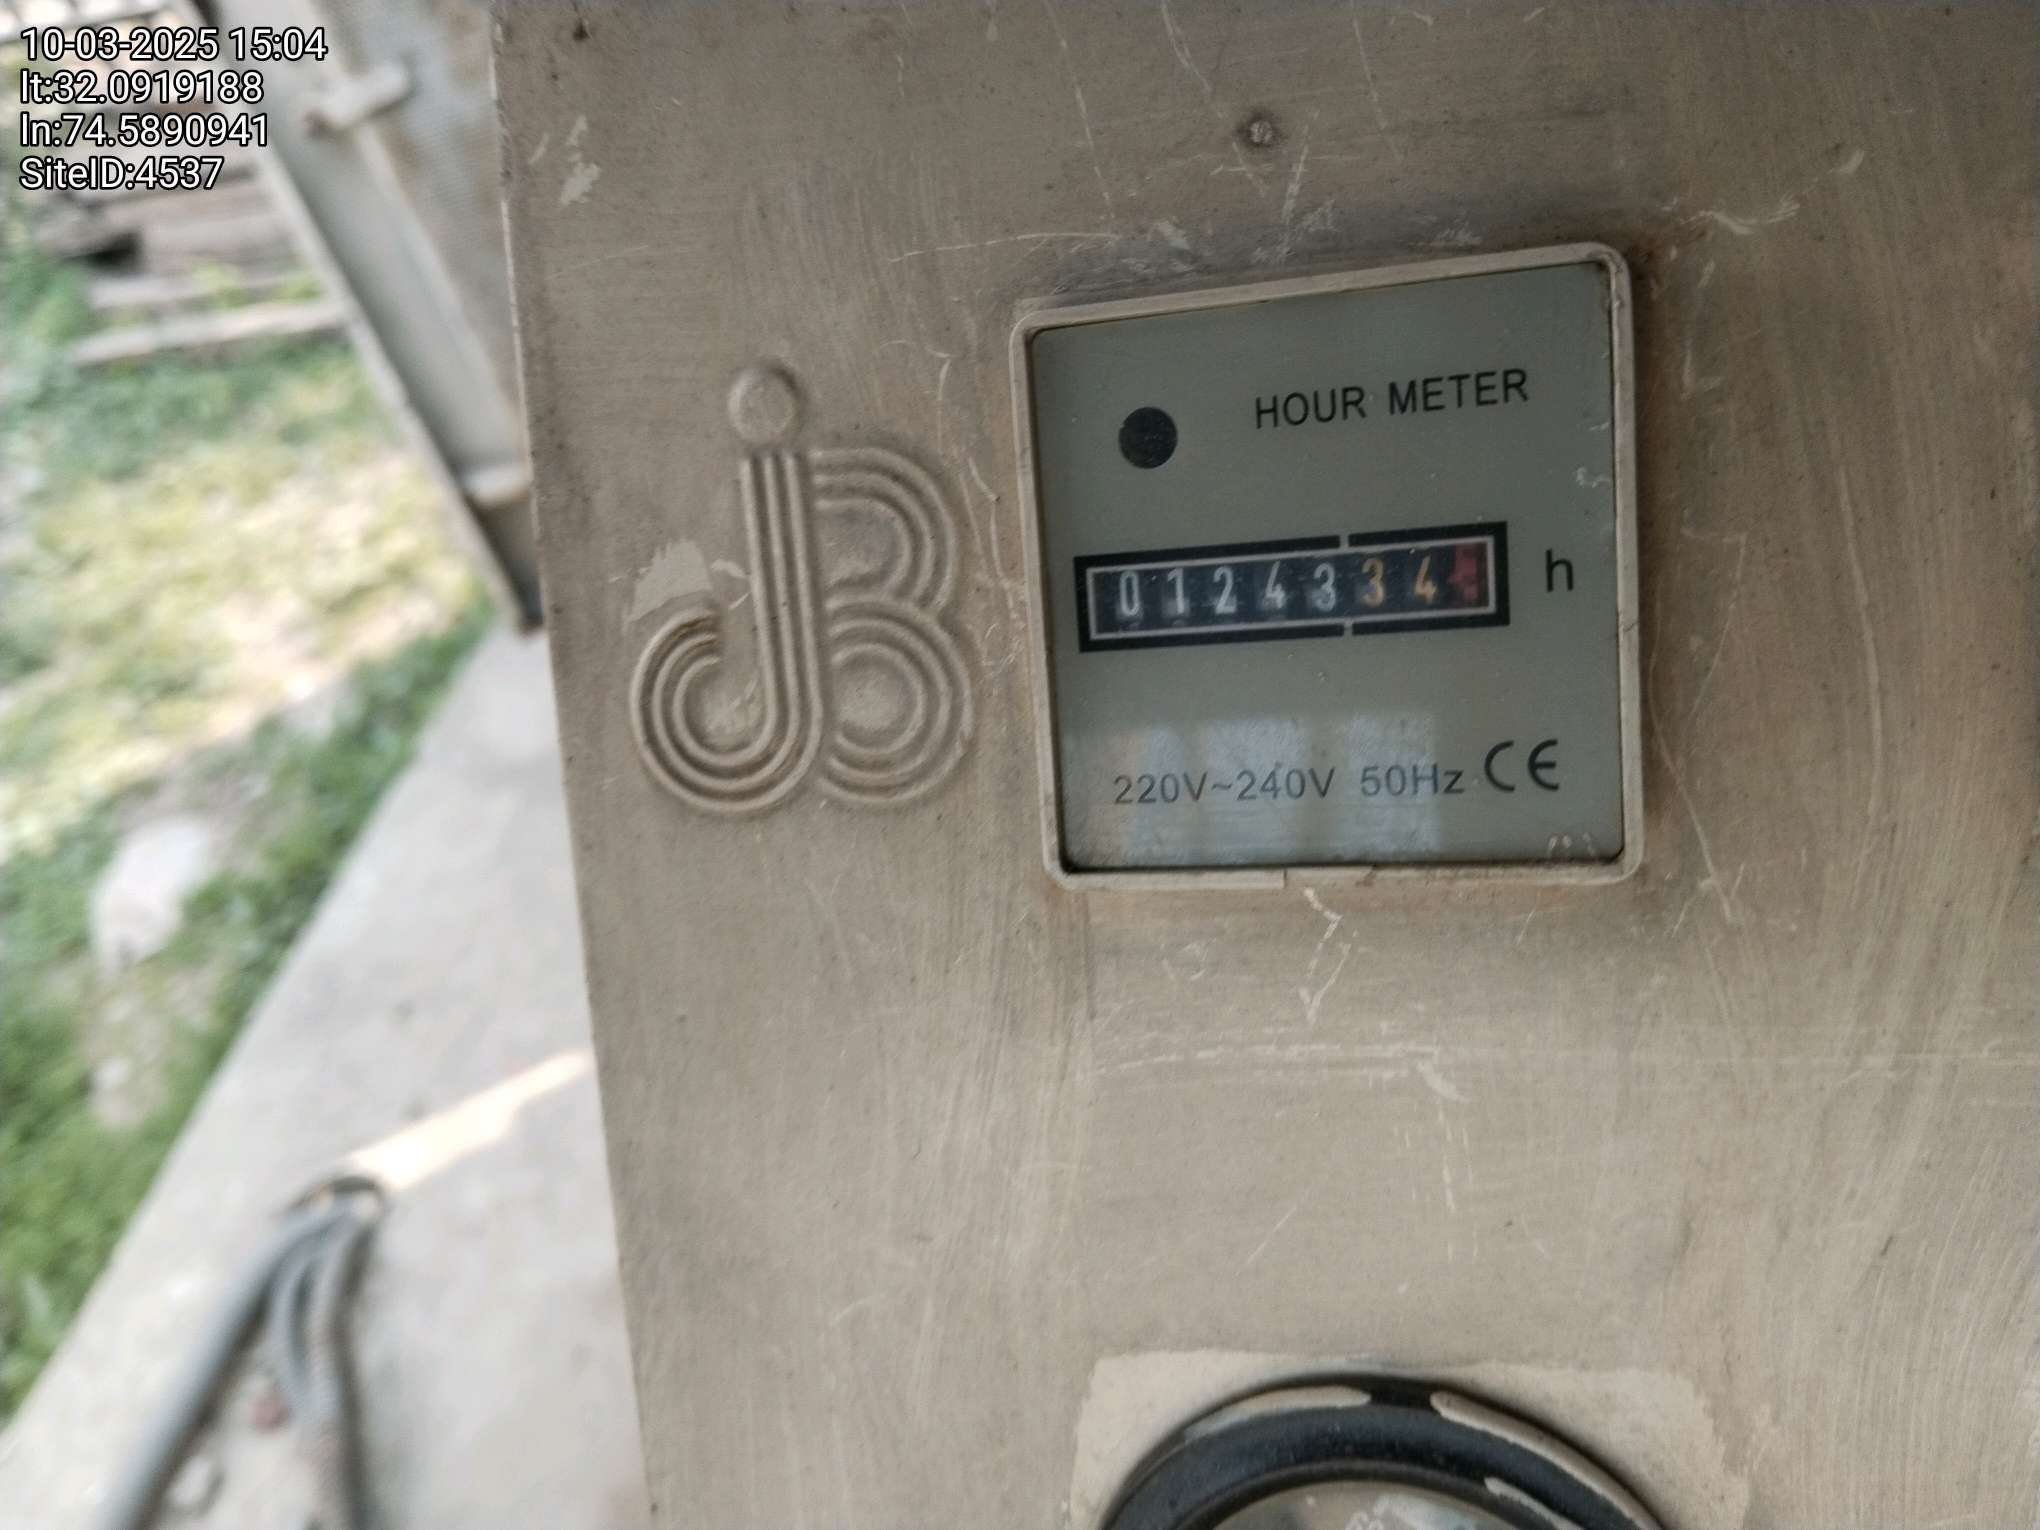 10-03-2025 15:04
lt:32.0919188
ln:74.5890941
SiteID:4537
JB
HOUR METER
0124334
h
220V~240V 50Hz CE